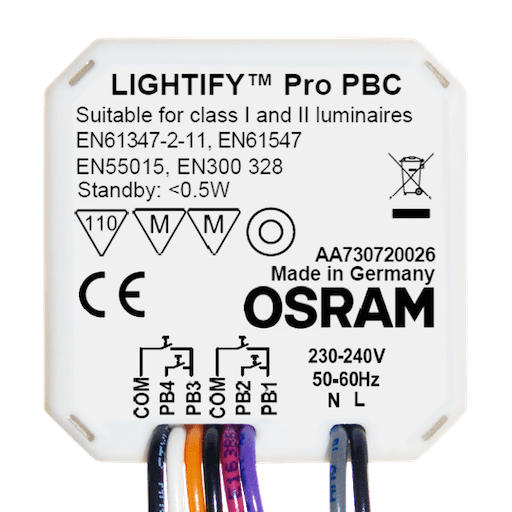 LIGHTIFY™ Pro PBC
Suitable for class I and II luminaires
EN61347-2-11, EN61547
EN55015, EN300 328
Standby: <0.5W
110 M M
AA730720026
Made in Germany
CE OSRAM
COM PB4 PB3 COM PB2 PB1
230-240V
50-60Hz
N L